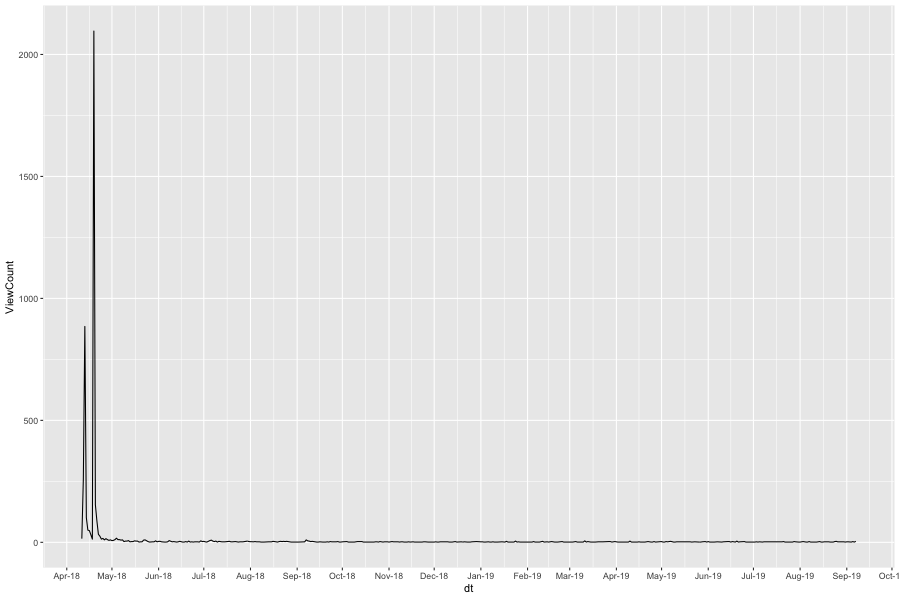 2000
1500
1000
500
0
ViewCount
Apr-18 May-18 Jun-18 Jul-18 Aug-18 Sep-18 Oct-18 Nov-18 Dec-18 Jan-19 Feb-19 Mar-19 Apr-19 May-19 Jun-19 Jul-19 Aug-19 Sep-19 Oct-1
dt